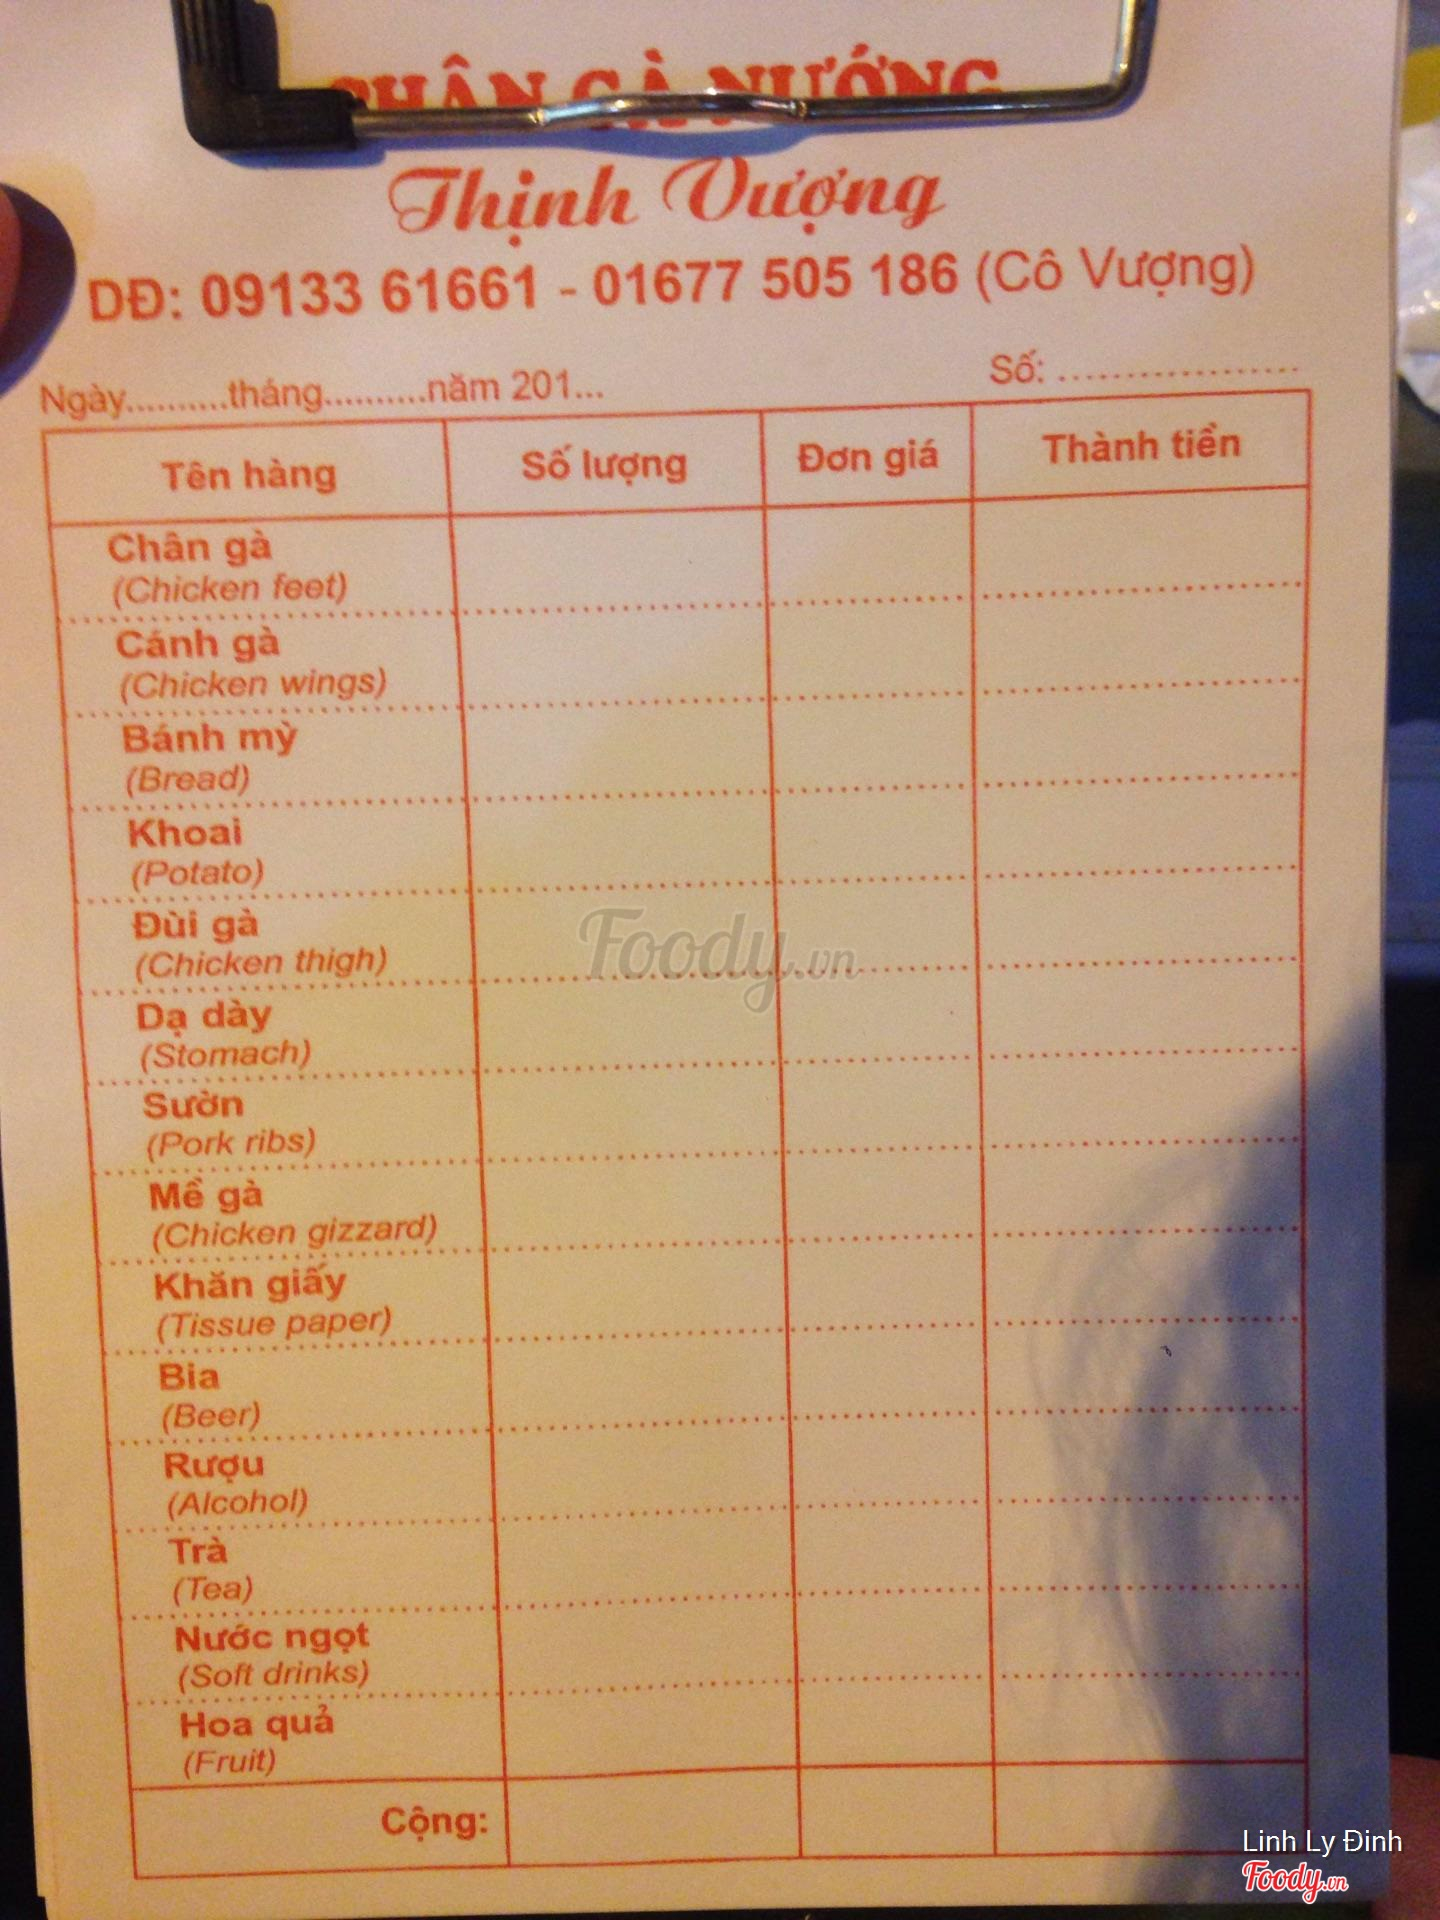 CHÂN GÀ NƯỚNG
Thịnh Vượng
DĐ: 09133 61661 - 01677 505 186 (Cô Vượng)
Ngày..........tháng..........năm 201...
Số: ..................
Tên hàng Số lượng Đơn giá Thành tiền
Chân gà
(Chicken feet)
Cánh gà
(Chicken wings)
Bánh mỳ
(Bread)
Khoai
(Potato)
Đùi gà
(Chicken thigh)
Dạ dày
(Stomach)
Sườn
(Pork ribs)
Mề gà
(Chicken gizzard)
Khăn giấy
(Tissue paper)
Bia
(Beer)
Rượu
(Alcohol)
Trà
(Tea)
Nước ngọt
(Soft drinks)
Hoa quả
(Fruit)
Cộng:
Foody.vn
Linh Ly Đinh
Foody.vn